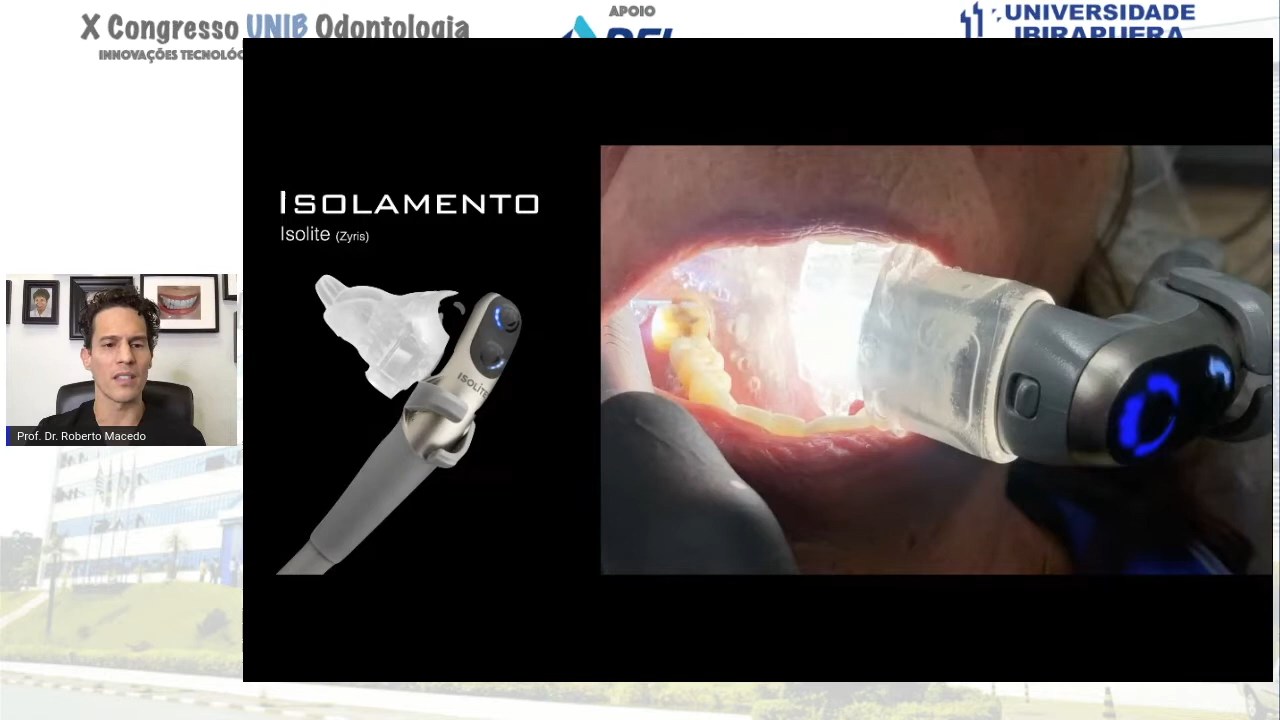 X Congresso UNIB Odontologia
INNOVAÇÕES TECNOLÓG
APOIO
UNIVERSIDADE
IBIRAPUERA
ISOLAMENTO
Isolite (Zyris)
ISOLITE
Prof. Dr. Roberto Macedo